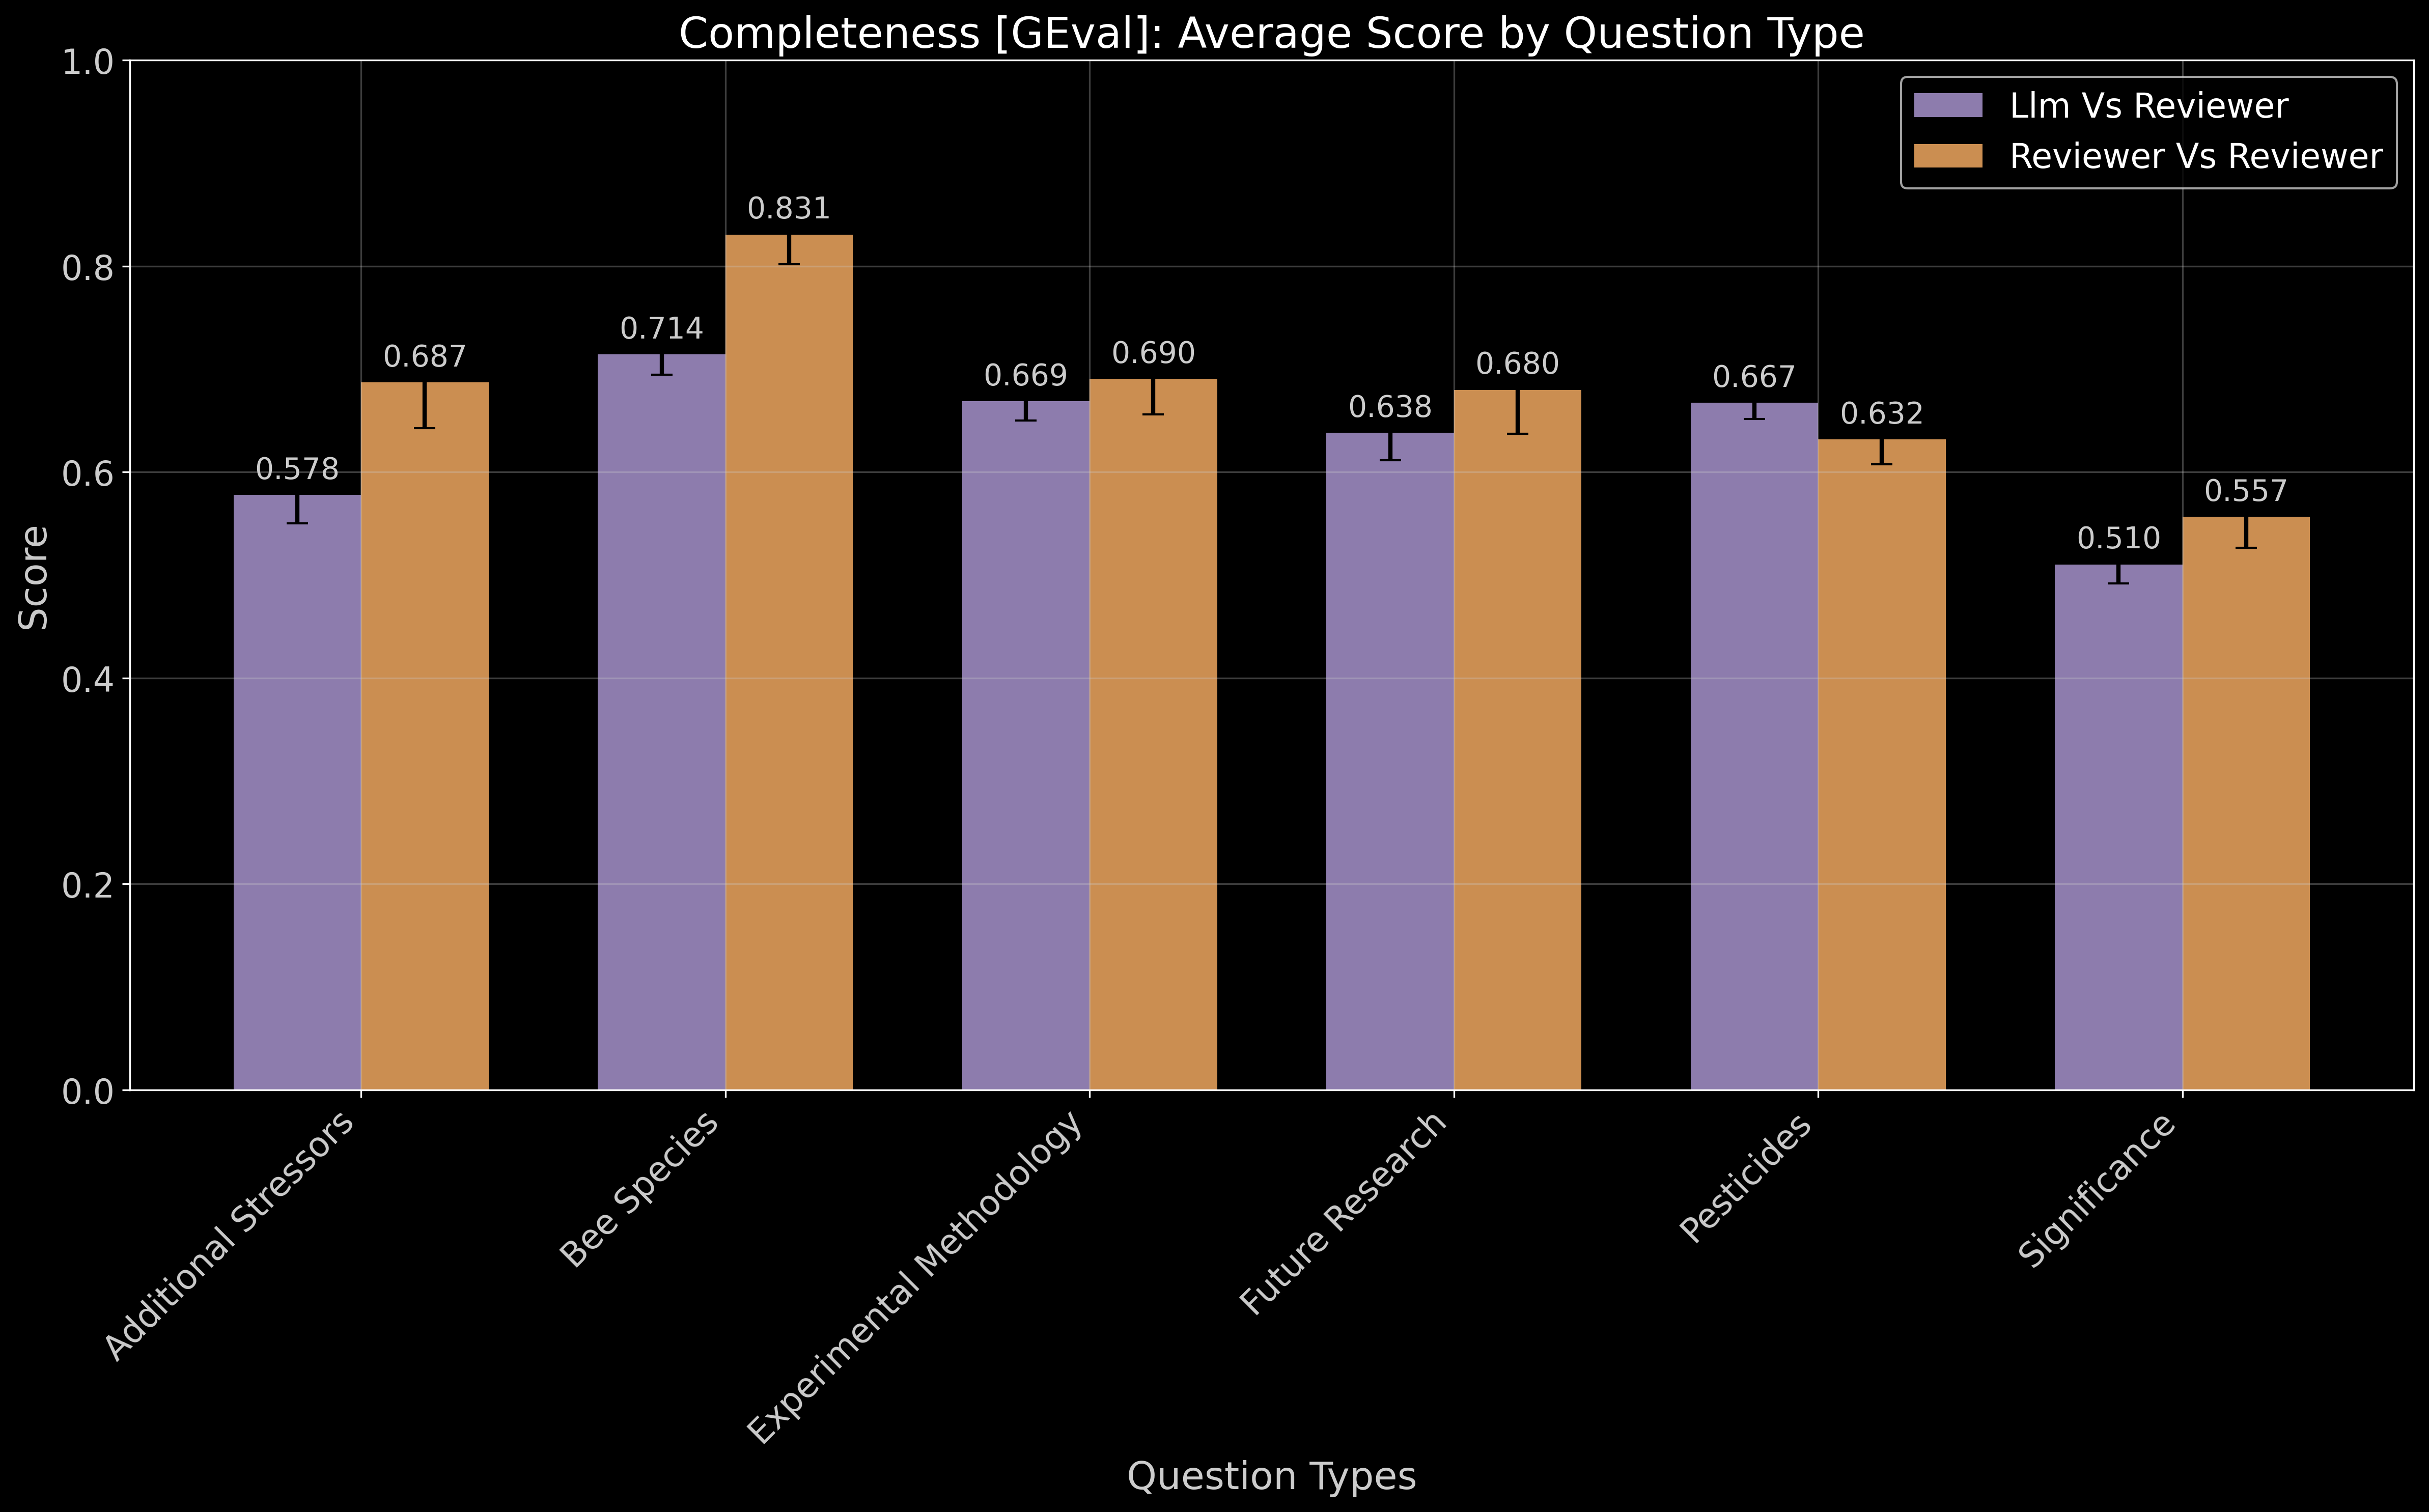 Completeness [GEval]: Average Score by Question Type
Llm Vs Reviewer
Reviewer Vs Reviewer
Score
1.0
0.8
0.6
0.4
0.2
0.0
0.578
0.687
0.714
0.831
0.669
0.690
0.638
0.680
0.667
0.632
0.510
0.557
Additional Stressors
Bee Species
Experimental Methodology
Future Research
Pesticides
Significance
Question Types